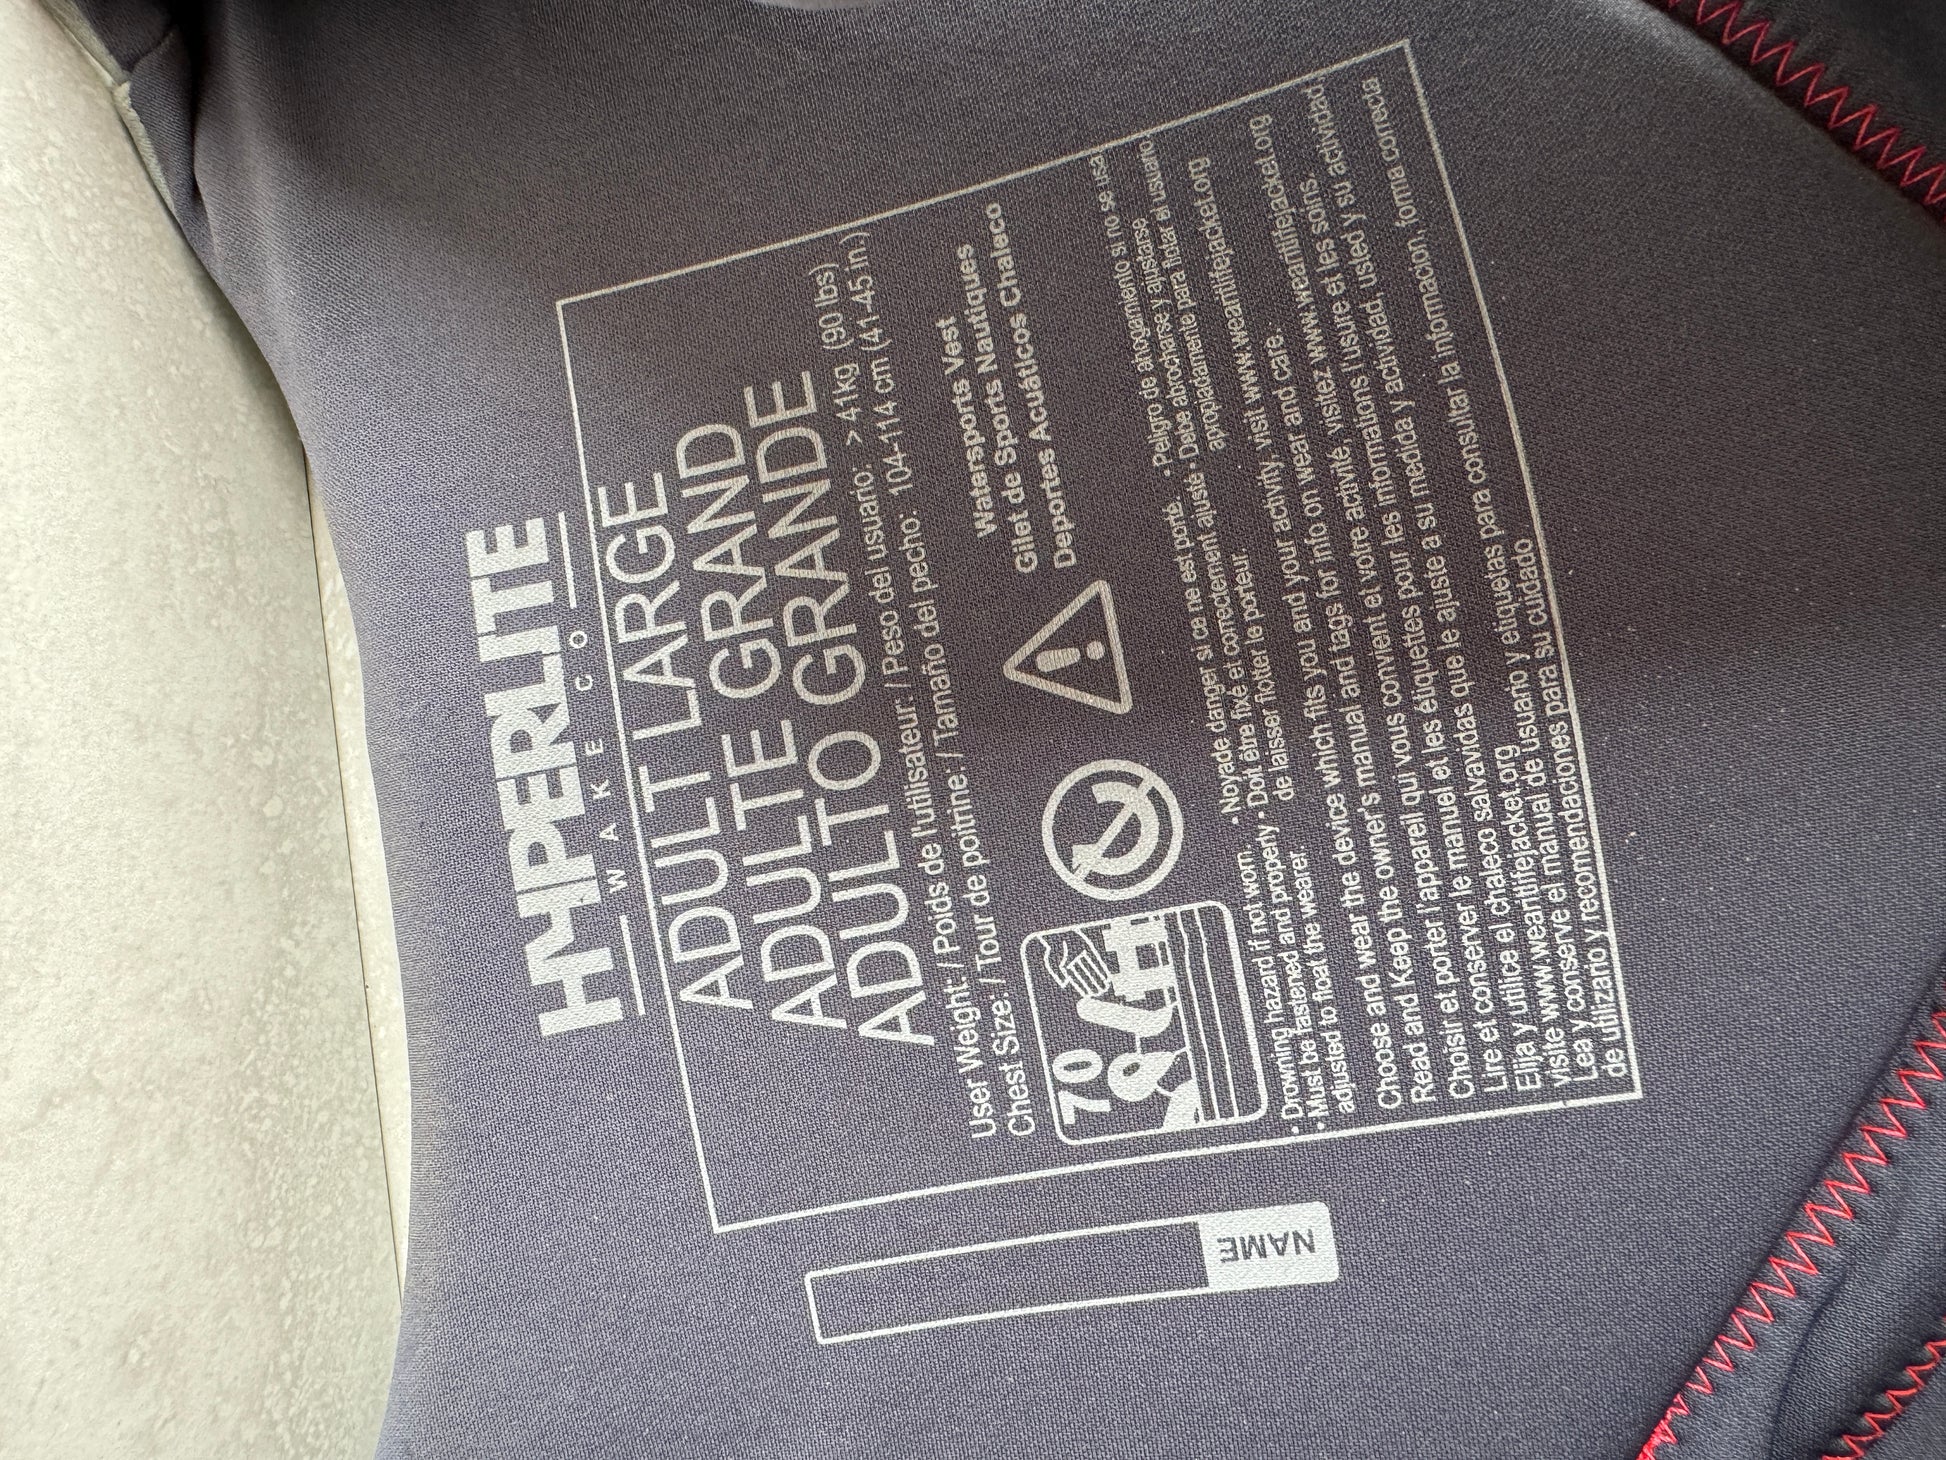 HYPERLITE
WAKE CO
ADULT LARGE
ADULTE GRAND
ADULTO GRANDE
User Weight: / Poids de l'utilisateur: / Peso del usuario: > 41kg (90 lbs)
Chest Size: / Tour de poitrine: / Tamaño del pecho: 104-114 cm (41-45 in.)
70
Watersports Vest
Gilet de Sports Nautiques
Deportes Acuáticos Chaleco
• Drowning hazard if not worn.
• Must be fastened and properly
adjusted to float the wearer
• Noyade danger si ca ne est porté.
• Doit être fixé et correctement ajusté
de laisser flotter le porteur.
• Peligro de ahogamiento si no se usa
• Debe abrocharse y ajustarse
apropiadamente para flotar el usuario
Choose and wear the device which fits you and your activity, visit www.wearitlifejacket.org
Read and Keep the owner's manual and tags for info on wear and care.
Choisir et porter l'appareil qui vous convient et votre activité, visitez www.wearitlifejacket.org
Lire et conserver le manuel et les étiquettes pour les informations l'usure et les soins.
Elija y utilice el chaleco salvavidas que le ajuste a su medida y actividad, usted y su actividad
visite www.wearitlifejacket.org
Lea y conserve el manual de usuario y etiquelas para consultar la informacion, forma correcta
de utilizarlo y recomendaciones para su cuidado
NAME